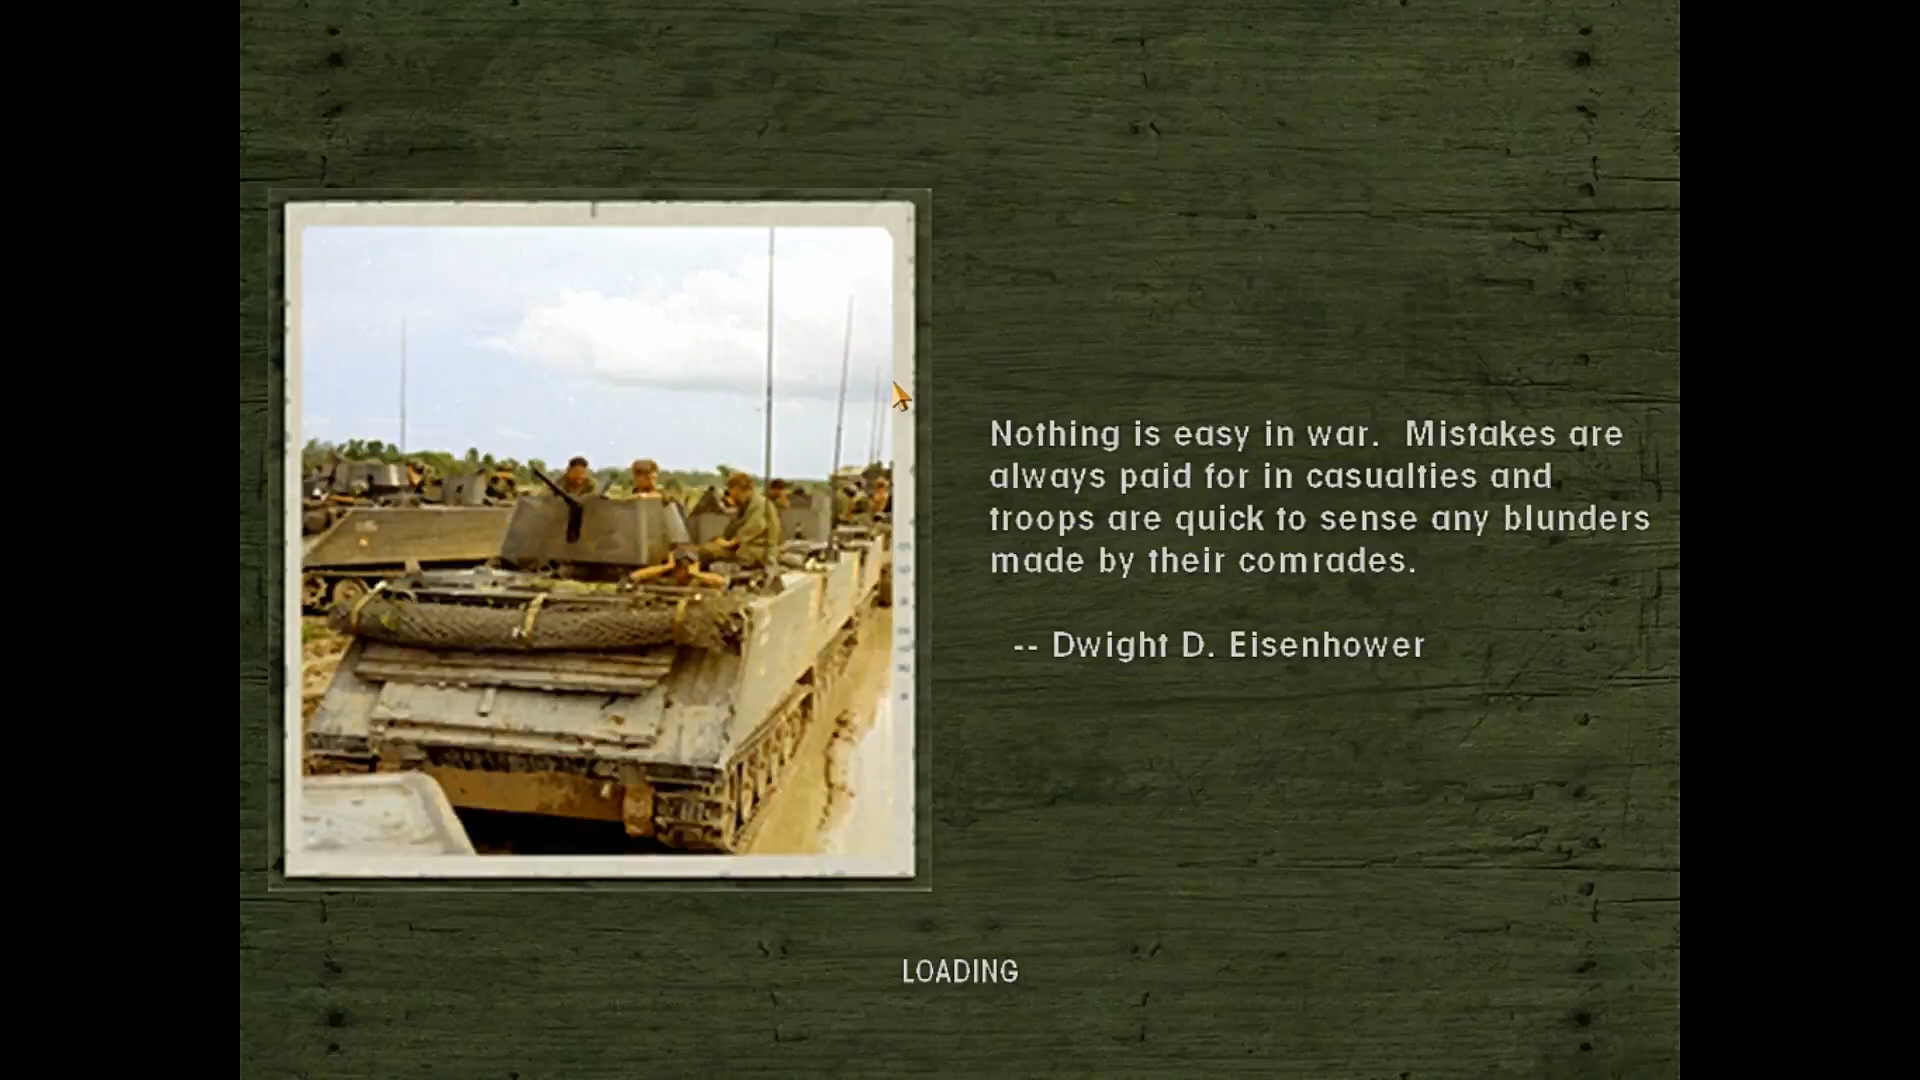 Nothing is easy in war.  Mistakes are
always paid for in casualties and
troops are quick to sense any blunders
made by their comrades.
-- Dwight D. Eisenhower
LOADING